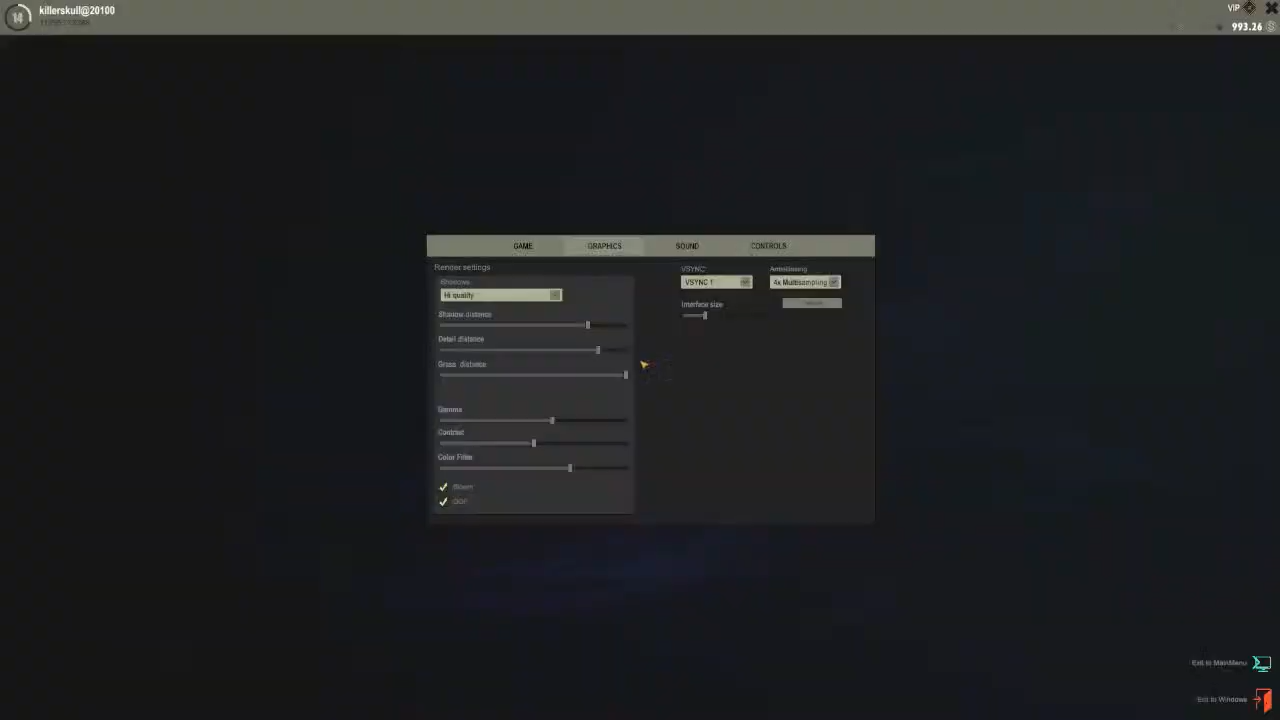 14
killerskull@20100
VIP
993.26
GAME GRAPHICS SOUND CONTROLS
Render settings
Shadows
Hi quality
Shadow distance
Detail distance
Grass distance
Gamma
Contrast
Color Filter
Bloom
DOF
VSYNC
VSYNC 1
Antialiasing
4x Multisampling
Interface size
Exit to MainMenu
Exit to Windows